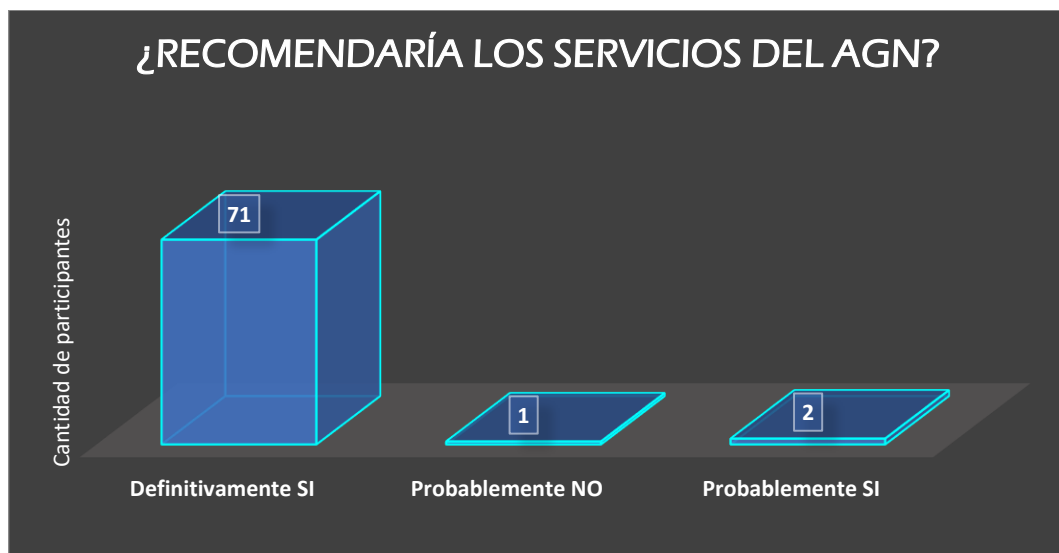 ¿RECOMENDARÍA LOS SERVICIOS DEL AGN?
Cantidad de participantes
71
1
2
Definitivamente SI
Probablemente NO
Probablemente SI